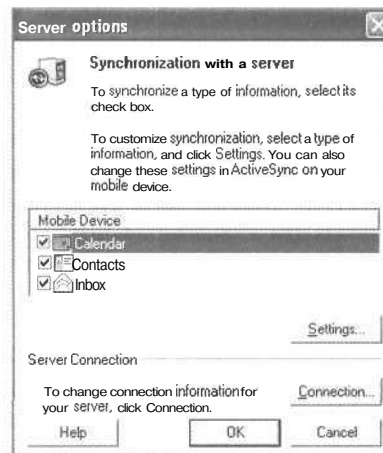 Server options
Synchronization with a server
To synchronize a type of information, select its
check box.
To customize synchronization, select a type of
information, and click Settings. You can also
change these settings in ActiveSync on your
mobile device.
Mobile Device
Calendar
Contacts
Inbox
Settings...
Server Connection
To change connection information for
your server, click Connection.
Connection...
Help
OK
Cancel